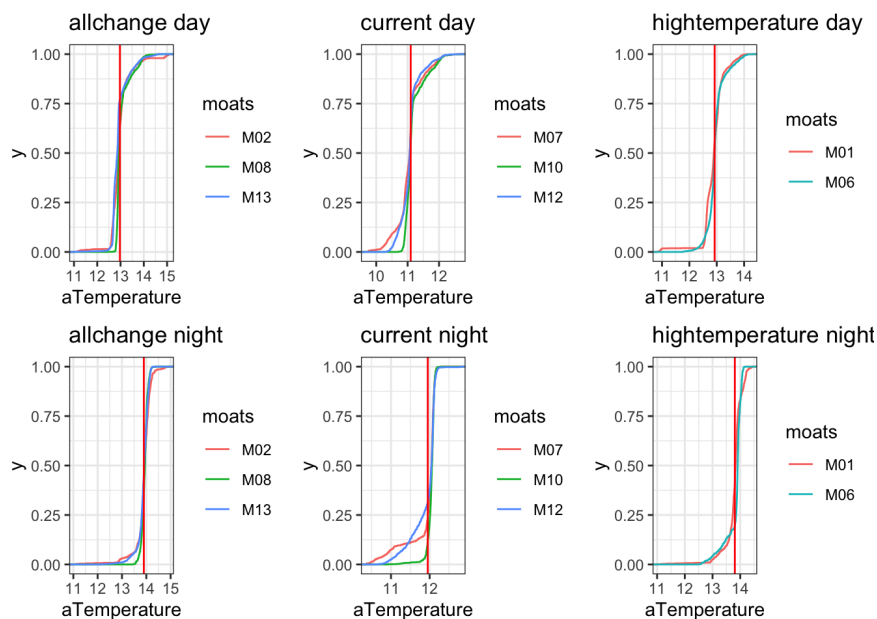 allchange day
1.00
0.75
0.50
0.25
0.00
y
11 12 13 14 15
aTemperature
moats
M02
M08
M13
current day
1.00
0.75
0.50
0.25
0.00
y
10 11 12
aTemperature
moats
M07
M10
M12
hightemperature day
1.00
0.75
0.50
0.25
0.00
y
11 12 13 14
aTemperature
moats
M01
M06
allchange night
1.00
0.75
0.50
0.25
0.00
y
11 12 13 14 15
aTemperature
moats
M02
M08
M13
current night
1.00
0.75
0.50
0.25
0.00
y
11 12
aTemperature
moats
M07
M10
M12
hightemperature night
1.00
0.75
0.50
0.25
0.00
y
11 12 13 14
aTemperature
moats
M01
M06